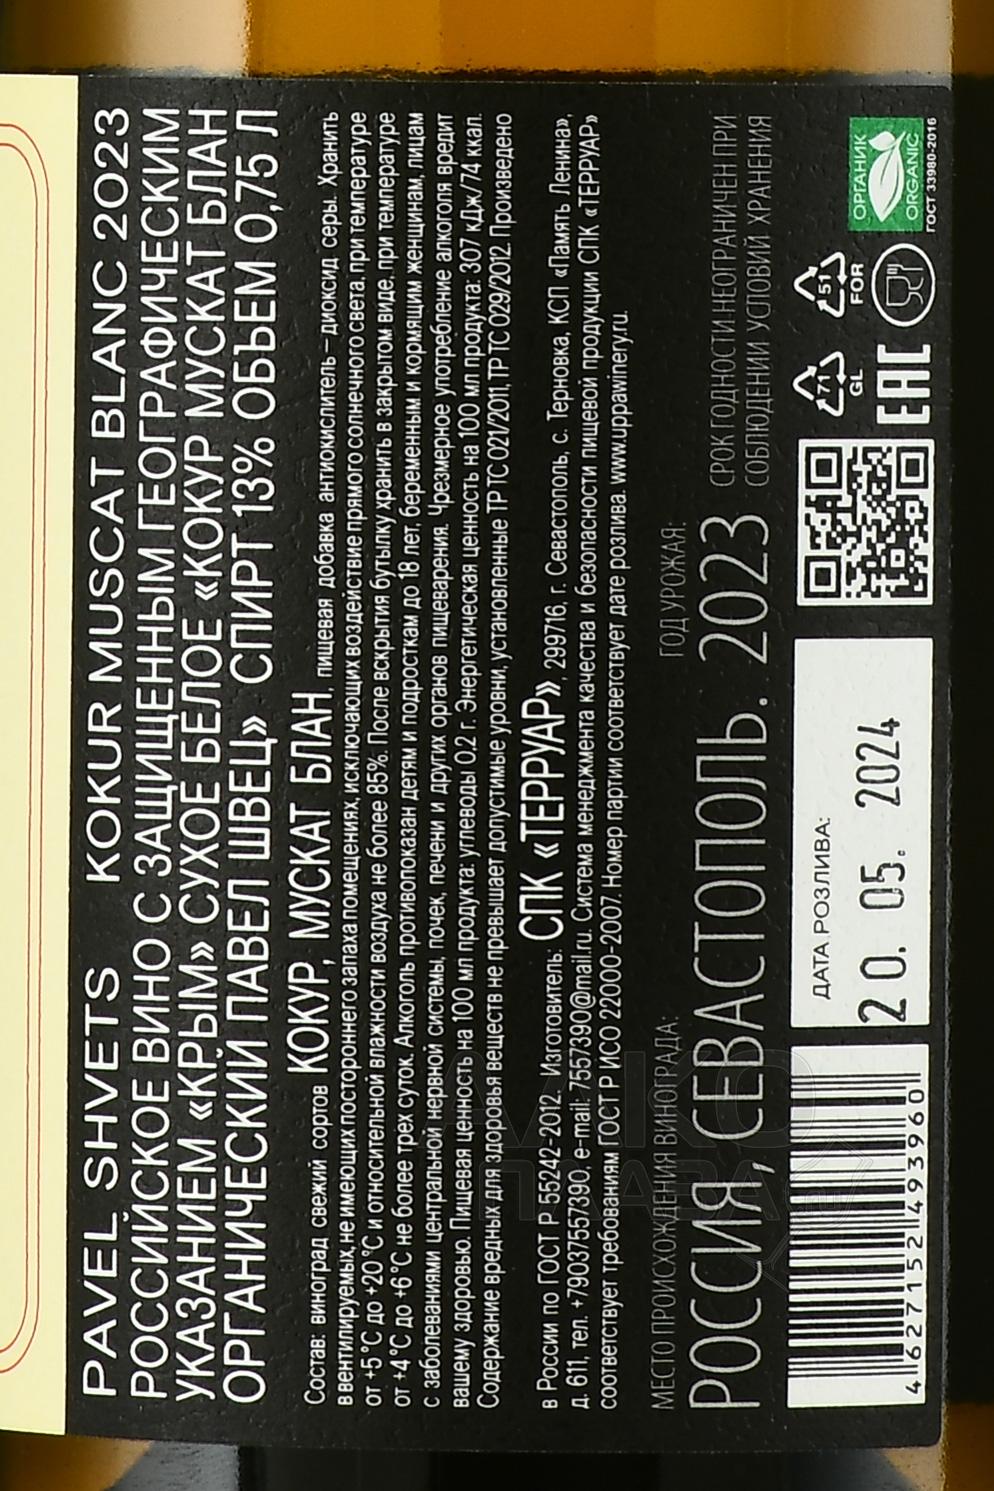 PAVEL SHVETS KOKUR MUSCAT BLANC 2023
РОССИЙСКОЕ ВИНО С ЗАЩИЩЕННЫМ ГЕОГРАФИЧЕСКИМ
УКАЗАНИЕМ «КРЫМ» СУХОЕ БЕЛОЕ «КОКУР МУСКАТ БЛАН
ОРГАНИЧЕСКИЙ ПАВЕЛ ШВЕЦ» СПИРТ 13% ОБЪЕМ 0,75 Л
Состав: виноград свежий сортов КОКУР, МУСКАТ БЛАН, пищевая добавка антиокислитель – диоксид серы. Хранить
в вентилируемых, не имеющих постороннего запаха помещениях, исключающих воздействие прямого солнечного света, при температуре
от +5°С до +20°С и относительной влажности воздуха не более 85%. После вскрытия бутылку хранить в закрытом виде, при температуре
от +4°С до +6°С не более трех суток. Алкоголь противопоказан детям и подросткам до 18 лет, беременным и кормящим женщинам, лицам
с заболеваниями центральной нервной системы, почек, печени и других органов пищеварения. Чрезмерное употребление алкоголя вредит
вашему здоровью. Пищевая ценность на 100 мл продукта: углеводы 0,2 г. Энергетическая ценность на 100 мл продукта: 307 кДж/74 ккал.
Содержание вредных для здоровья веществ не превышает допустимые уровни, установленные ТР ТС 021/2011, ТР ТС 029/2012. Произведено
в России по ГОСТ Р 55242-2012. Изготовитель: СПК «ТЕРРУАР», 299716, г. Севастополь, с. Терновка, КСП «Память Ленина»,
д. 611, тел. +79037557390, e-mail: 7557390@mail.ru. Система менеджмента качества и безопасности пищевой продукции СПК «ТЕРРУАР»
соответствует требованиям ГОСТ Р ИСО 22000-2007. Номер партии соответствует дате розлива. www.uppawinery.ru.
МЕСТО ПРОИСХОЖДЕНИЯ ВИНОГРАДА: ГОД УРОЖАЯ:
РОССИЯ, СЕВАСТОПОЛЬ. 2023
СРОК ГОДНОСТИ НЕОГРАНИЧЕН ПРИ
СОБЛЮДЕНИИ УСЛОВИЙ ХРАНЕНИЯ
4627152493960
ДАТА РОЗЛИВА:
20. 05. 2024
71
GL
51
FOR
EAC
ОРГАНИК
ORGANIC
ГОСТ 33980-2016
АЛКО
ПЛАЗА
.ru